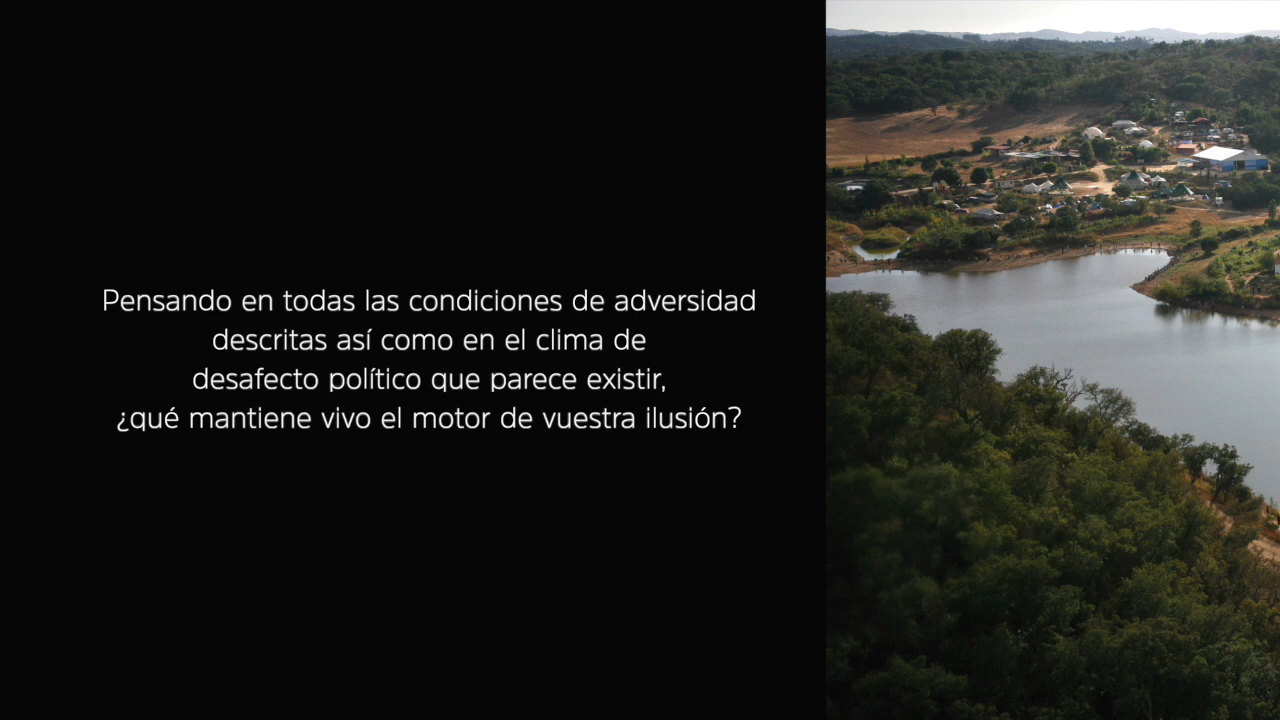 Pensando en todas las condiciones de adversidad
descritas así como en el clima de
desafecto político que parece existir,
¿qué mantiene vivo el motor de vuestra ilusión?